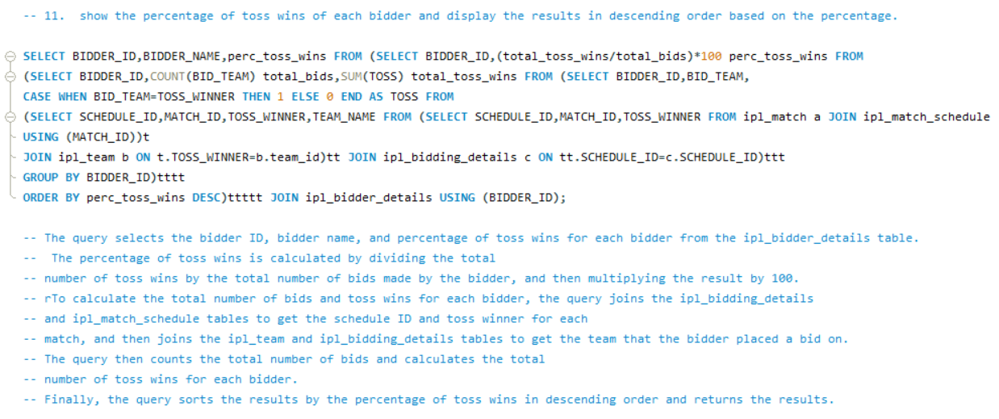 -- 11.  show the percentage of toss wins of each bidder and display the results in descending order based on the percentage.
SELECT BIDDER_ID,BIDDER_NAME,perc_toss_wins FROM (SELECT BIDDER_ID,(total_toss_wins/total_bids)*100 perc_toss_wins FROM
(SELECT BIDDER_ID,COUNT(BID_TEAM) total_bids,SUM(TOSS) total_toss_wins FROM (SELECT BIDDER_ID,BID_TEAM,
CASE WHEN BID_TEAM=TOSS_WINNER THEN 1 ELSE 0 END AS TOSS FROM
(SELECT SCHEDULE_ID,MATCH_ID,TOSS_WINNER,TEAM_NAME FROM (SELECT SCHEDULE_ID,MATCH_ID,TOSS_WINNER FROM ipl_match a JOIN ipl_match_schedule
USING (MATCH_ID))t
JOIN ipl_team b ON t.TOSS_WINNER=b.team_id)tt JOIN ipl_bidding_details c ON tt.SCHEDULE_ID=c.SCHEDULE_ID)ttt
GROUP BY BIDDER_ID)tttt
ORDER BY perc_toss_wins DESC)ttttt JOIN ipl_bidder_details USING (BIDDER_ID);
-- The query selects the bidder ID, bidder name, and percentage of toss wins for each bidder from the ipl_bidder_details table.
--  The percentage of toss wins is calculated by dividing the total
-- number of toss wins by the total number of bids made by the bidder, and then multiplying the result by 100.
-- rTo calculate the total number of bids and toss wins for each bidder, the query joins the ipl_bidding_details
-- and ipl_match_schedule tables to get the schedule ID and toss winner for each
-- match, and then joins the ipl_team and ipl_bidding_details tables to get the team that the bidder placed a bid on.
-- The query then counts the total number of bids and calculates the total
-- number of toss wins for each bidder.
-- Finally, the query sorts the results by the percentage of toss wins in descending order and returns the results.